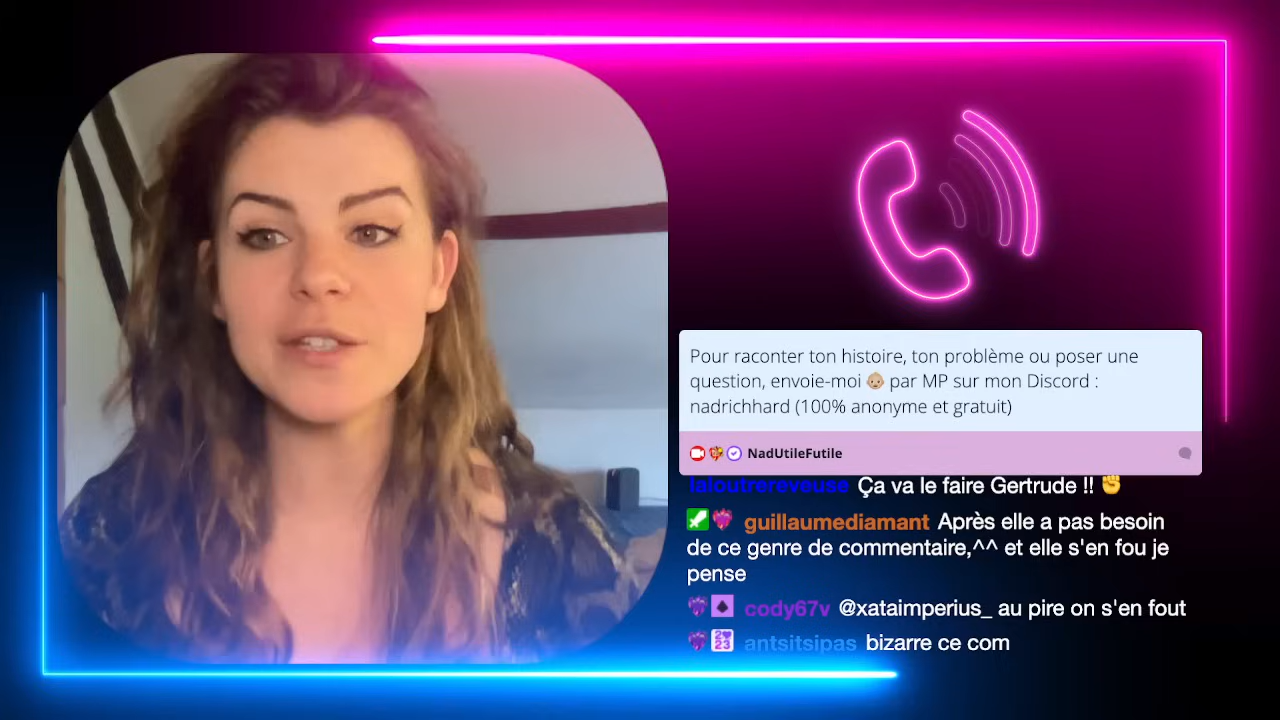 Pour raconter ton histoire, ton problème ou poser une
question, envoie-moi 👶🏼 par MP sur mon Discord :
nadrichhard (100% anonyme et gratuit)
NadUtileFutile
laloutrereveuse Ça va le faire Gertrude !! ✊
guillaumediamant Après elle a pas besoin
de ce genre de commentaire,^^ et elle s'en fou je
pense
cody67v @xataimperius_ au pire on s'en fout
23 antsitsipas bizarre ce com